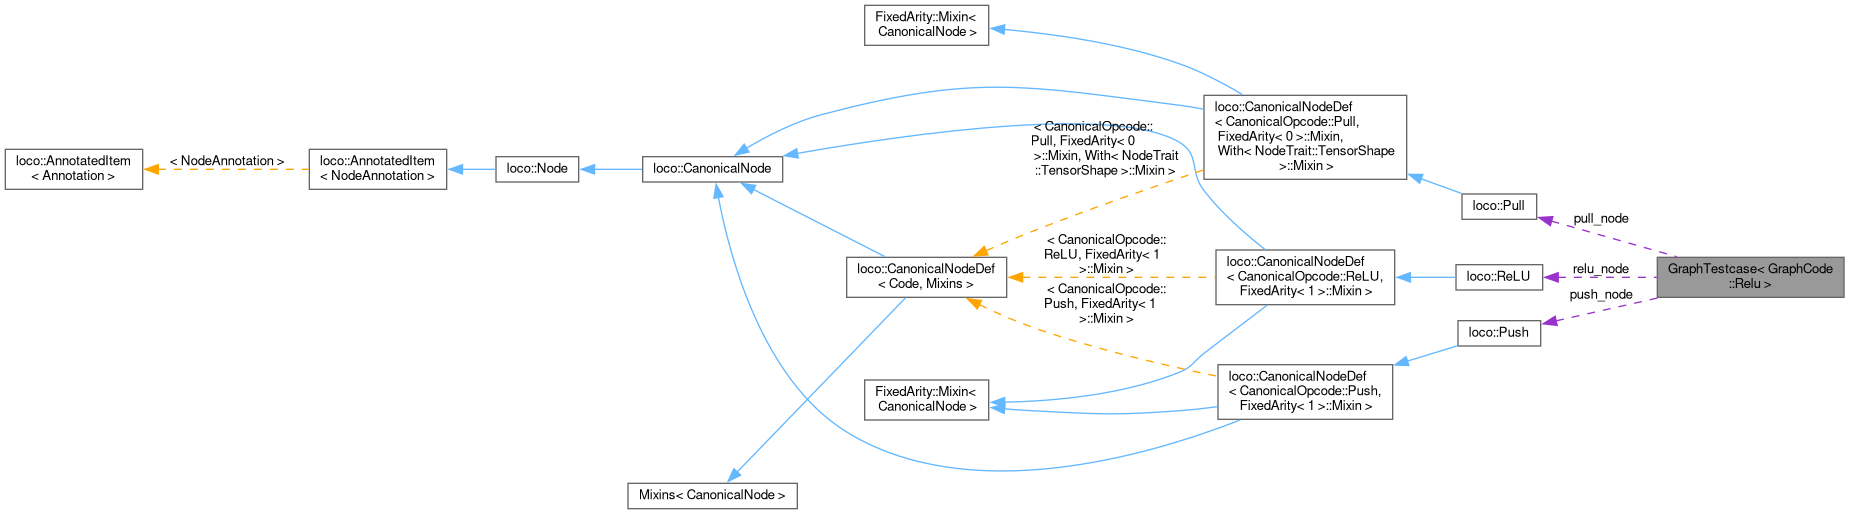 FixedArity::Mixin<
CanonicalNode >
loco::CanonicalNodeDef
< CanonicalOpcode::Pull,
FixedArity< 0 >::Mixin,
With< NodeTrait::TensorShape
>::Mixin >
< CanonicalOpcode::
Pull, FixedArity< 0
>::Mixin, With< NodeTrait
::TensorShape >::Mixin >
loco::AnnotatedItem
< Annotation >
< NodeAnnotation >
loco::AnnotatedItem
< NodeAnnotation >
loco::Node
loco::CanonicalNode
loco::Pull
pull_node
< CanonicalOpcode::
ReLU, FixedArity< 1
>::Mixin >
loco::CanonicalNodeDef
< Code, Mixins >
loco::CanonicalNodeDef
< CanonicalOpcode::ReLU,
FixedArity< 1 >::Mixin >
loco::ReLU
relu_node
GraphTestcase< GraphCode
::Relu >
< CanonicalOpcode::
Push, FixedArity< 1
>::Mixin >
push_node
loco::Push
loco::CanonicalNodeDef
< CanonicalOpcode::Push,
FixedArity< 1 >::Mixin >
FixedArity::Mixin<
CanonicalNode >
Mixins< CanonicalNode >